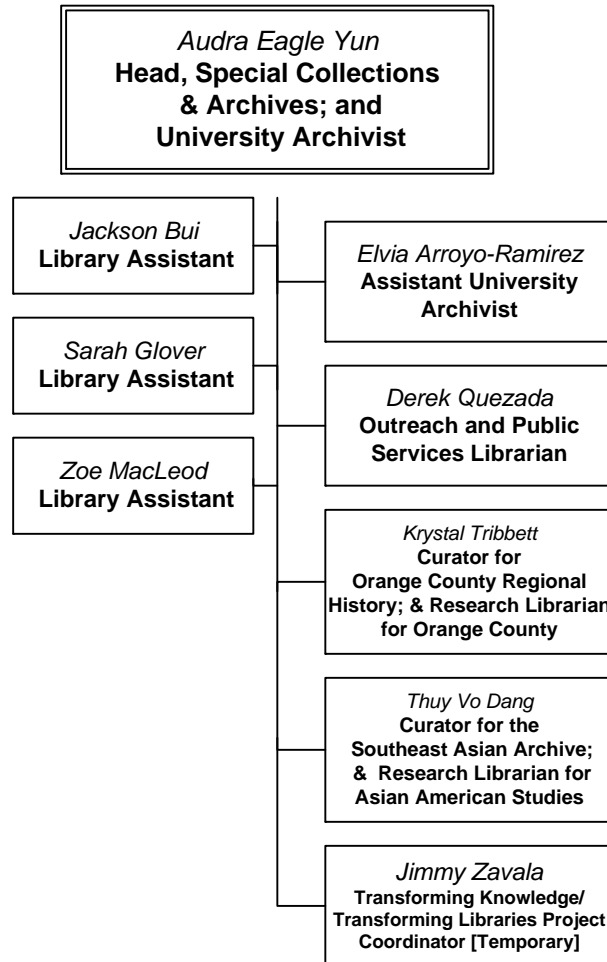 Audra Eagle Yun
Head, Special Collections
& Archives; and
University Archivist
Jackson Bui
Library Assistant
Sarah Glover
Library Assistant
Zoe MacLeod
Library Assistant
Elvia Arroyo-Ramirez
Assistant University
Archivist
Derek Quezada
Outreach and Public
Services Librarian
Krystal Tribbett
Curator for
Orange County Regional
History; & Research Librarian
for Orange County
Thuy Vo Dang
Curator for the
Southeast Asian Archive;
& Research Librarian for
Asian American Studies
Jimmy Zavala
Transforming Knowledge/
Transforming Libraries Project
Coordinator [Temporary]